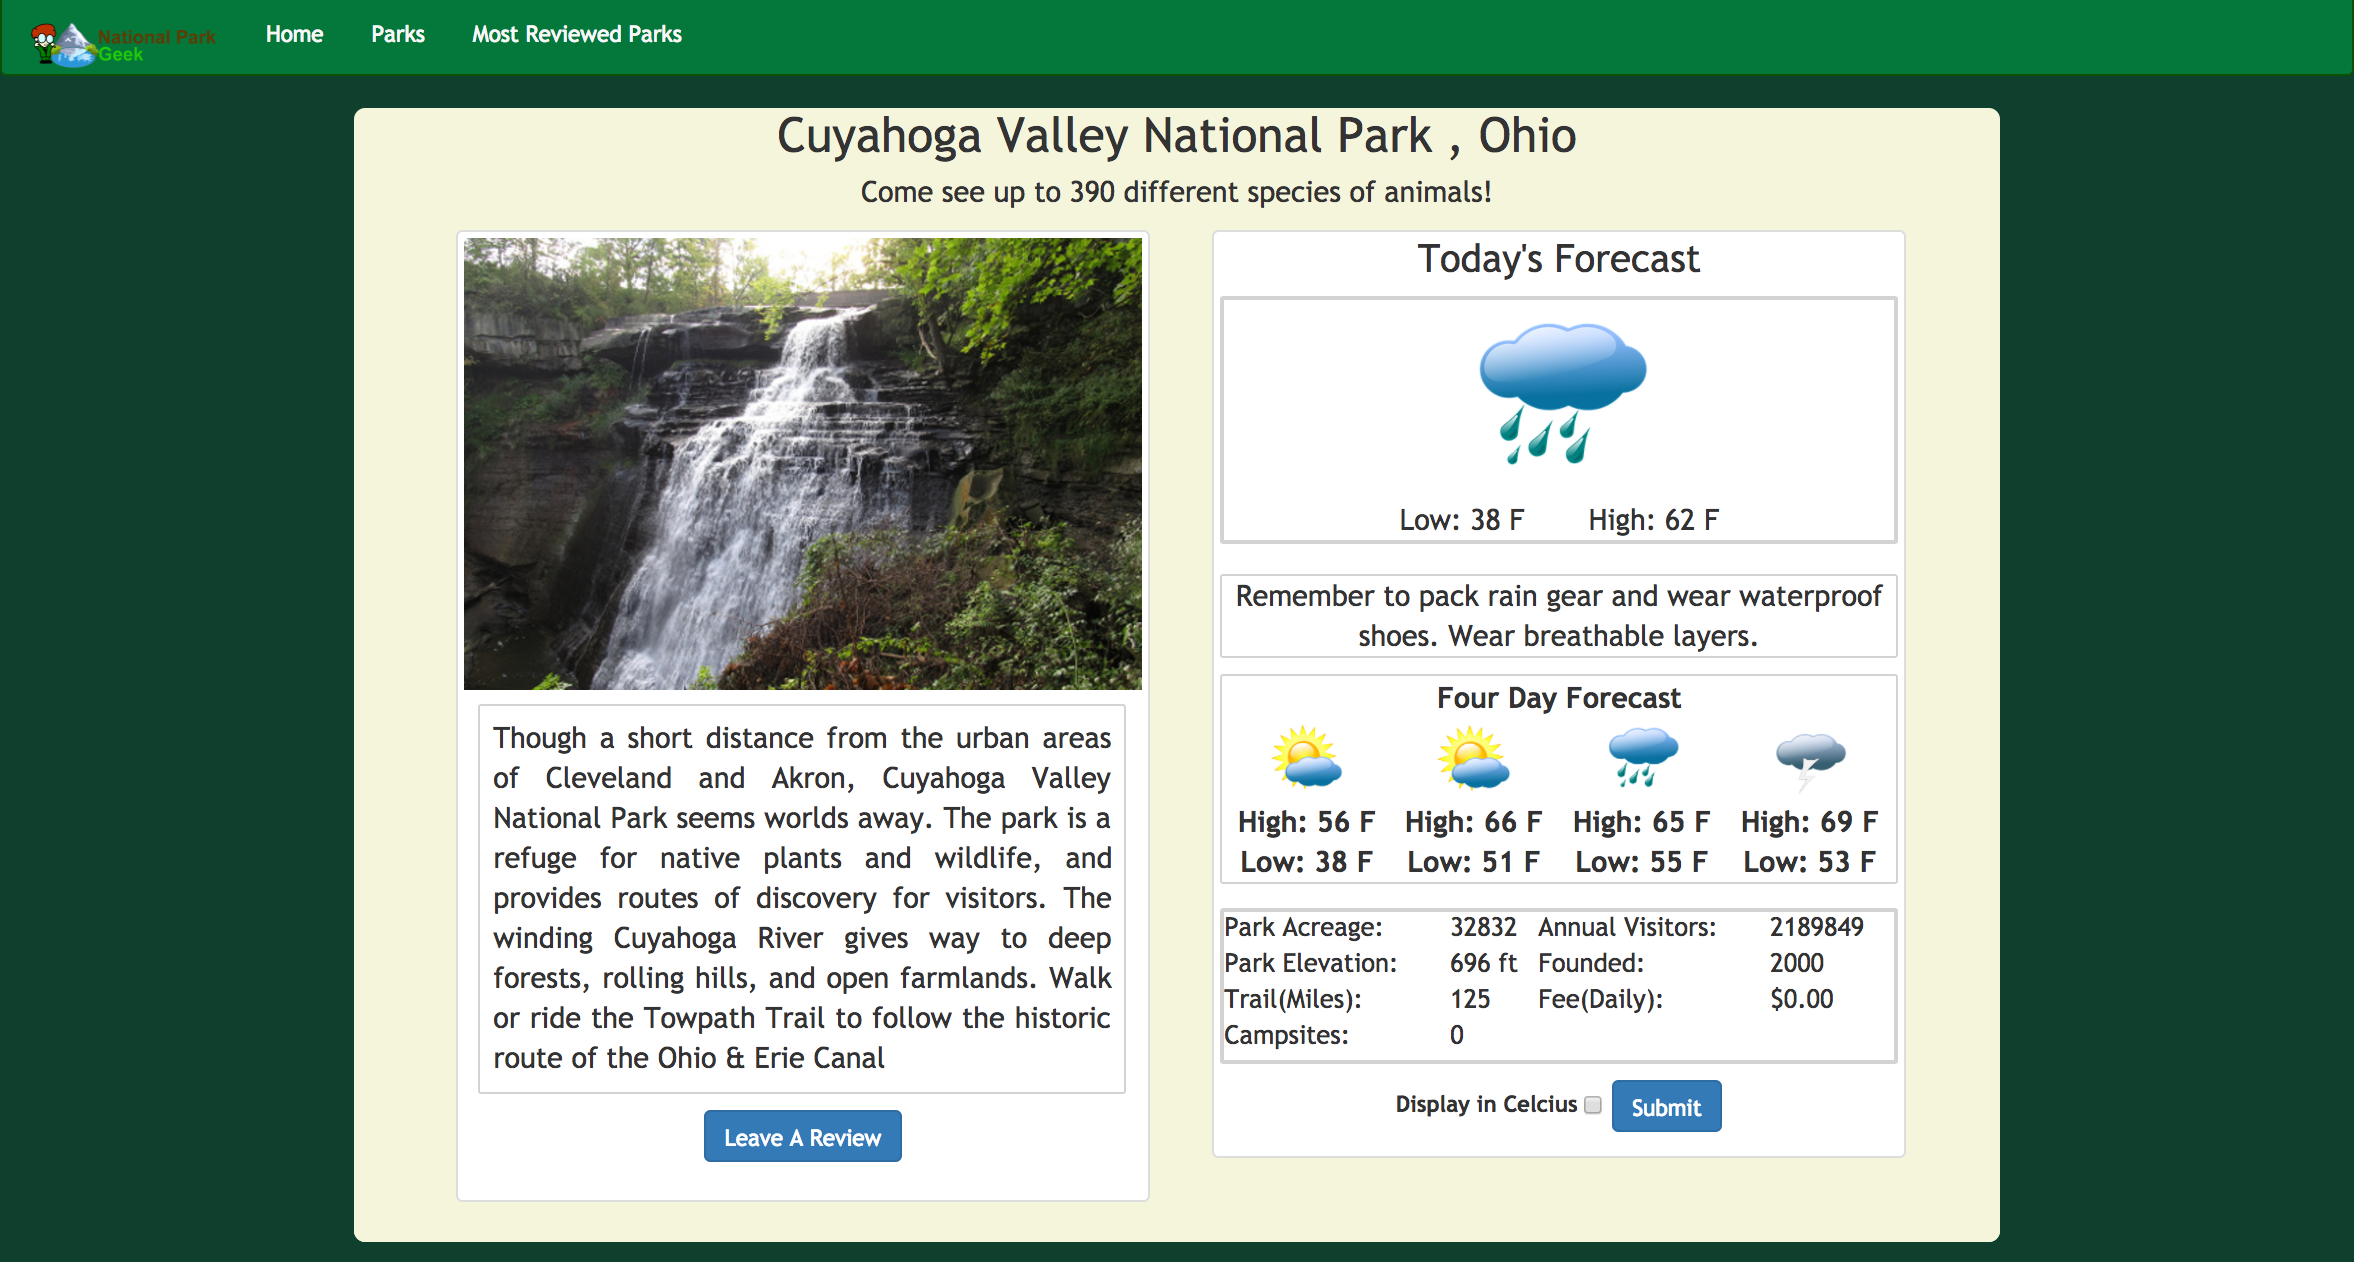 National Park
Geek
Home Parks Most Reviewed Parks
Cuyahoga Valley National Park , Ohio
Come see up to 390 different species of animals!
Though a short distance from the urban areas
of Cleveland and Akron, Cuyahoga Valley
National Park seems worlds away. The park is a
refuge for native plants and wildlife, and
provides routes of discovery for visitors. The
winding Cuyahoga River gives way to deep
forests, rolling hills, and open farmlands. Walk
or ride the Towpath Trail to follow the historic
route of the Ohio & Erie Canal
Leave A Review
Today's Forecast
Low: 38 F High: 62 F
Remember to pack rain gear and wear waterproof
shoes. Wear breathable layers.
Four Day Forecast
High: 56 F High: 66 F High: 65 F High: 69 F
Low: 38 F Low: 51 F Low: 55 F Low: 53 F
Park Acreage: 32832 Annual Visitors: 2189849
Park Elevation: 696 ft Founded: 2000
Trail(Miles): 125 Fee(Daily): $0.00
Campsites: 0
Display in Celcius Submit